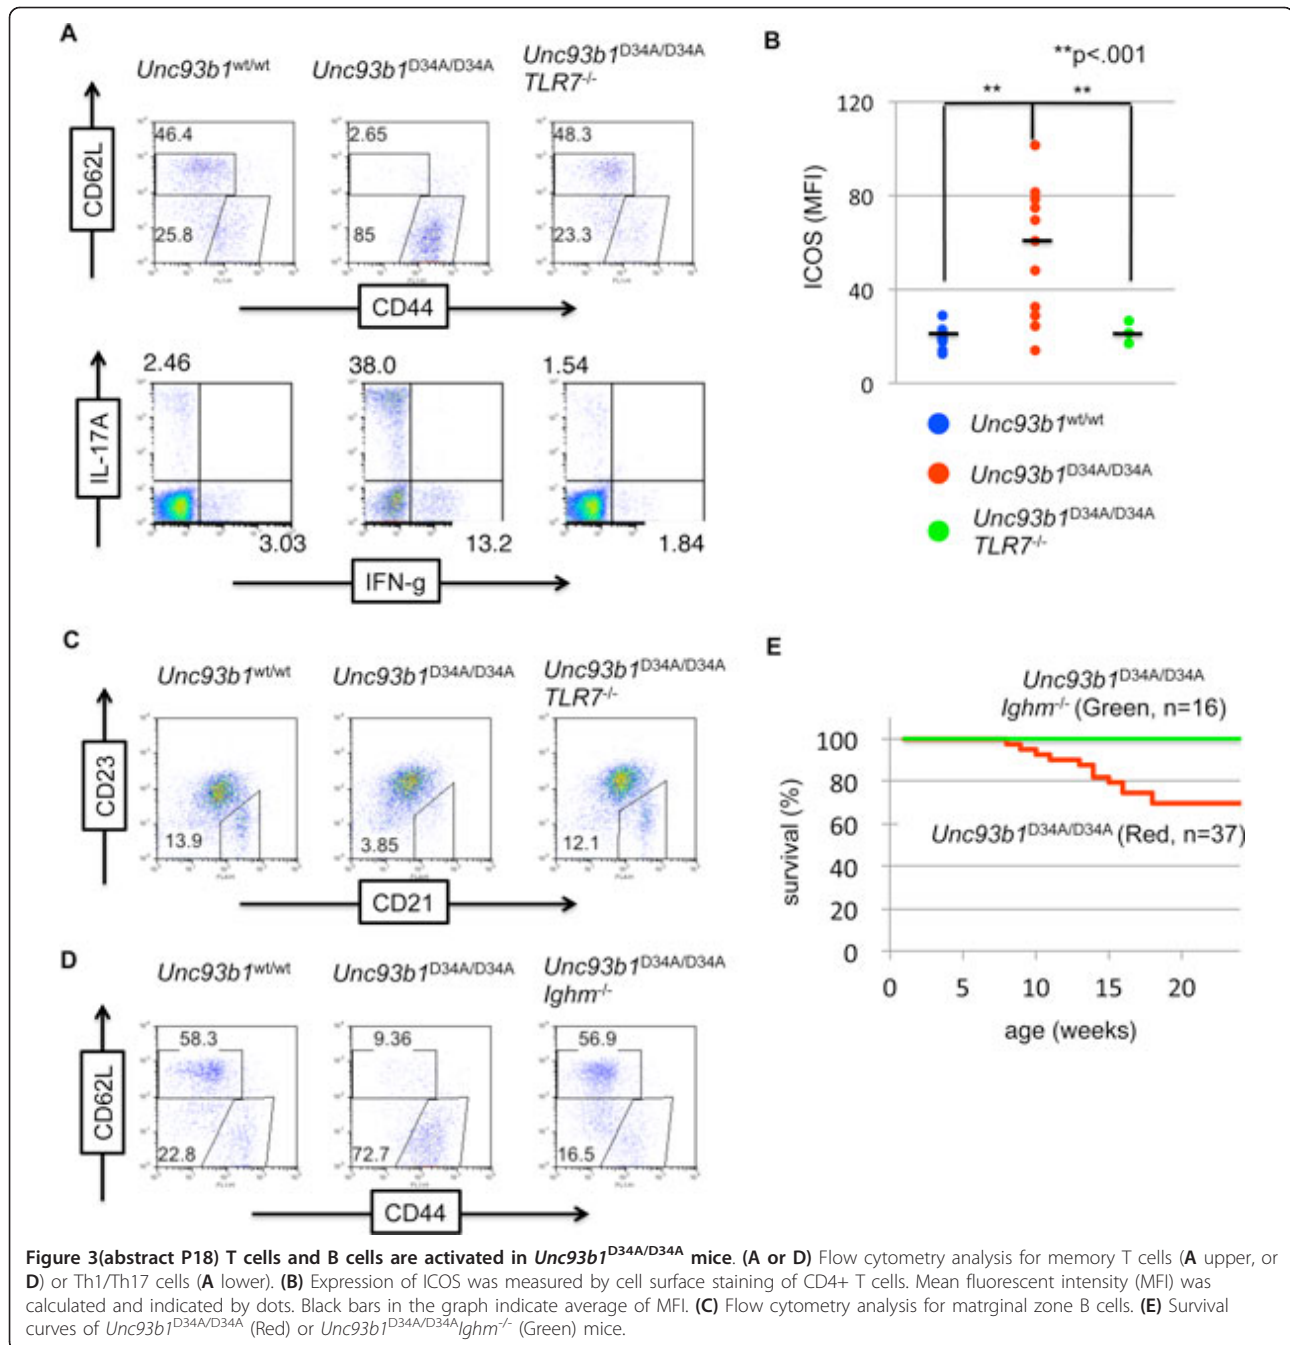 A
Unc93b1wt/wt
Unc93b1D34A/D34A
Unc93b1D34A/D34A
TLR7-/-
CD62L
46.4
2.65
48.3
25.8
85
23.3
CD44
IL-17A
2.46
38.0
1.54
3.03
13.2
1.84
IFN-g
B
**p<.001
**
**
ICOS (MFI)
120
80
40
0
Unc93b1wt/wt
Unc93b1D34A/D34A
Unc93b1D34A/D34A
TLR7-/-
C
Unc93b1wt/wt
Unc93b1D34A/D34A
Unc93b1D34A/D34A
TLR7-/-
CD23
13.9
3.85
12.1
CD21
D
Unc93b1wt/wt
Unc93b1D34A/D34A
Unc93b1D34A/D34A
Ighm-/-
CD62L
58.3
9.36
56.9
22.8
72.7
16.5
CD44
E
Unc93b1D34A/D34A
Ighm-/- (Green, n=16)
survival (%)
100
80
60
40
20
0
Unc93b1D34A/D34A (Red, n=37)
0 5 10 15 20
age (weeks)
Figure 3(abstract P18) T cells and B cells are activated in Unc93b1D34A/D34A mice. (A or D) Flow cytometry analysis for memory T cells (A upper, or
D) or Th1/Th17 cells (A lower). (B) Expression of ICOS was measured by cell surface staining of CD4+ T cells. Mean fluorescent intensity (MFI) was
calculated and indicated by dots. Black bars in the graph indicate average of MFI. (C) Flow cytometry analysis for matrginal zone B cells. (E) Survival
curves of Unc93b1D34A/D34A (Red) or Unc93b1D34A/D34AIghm-/- (Green) mice.